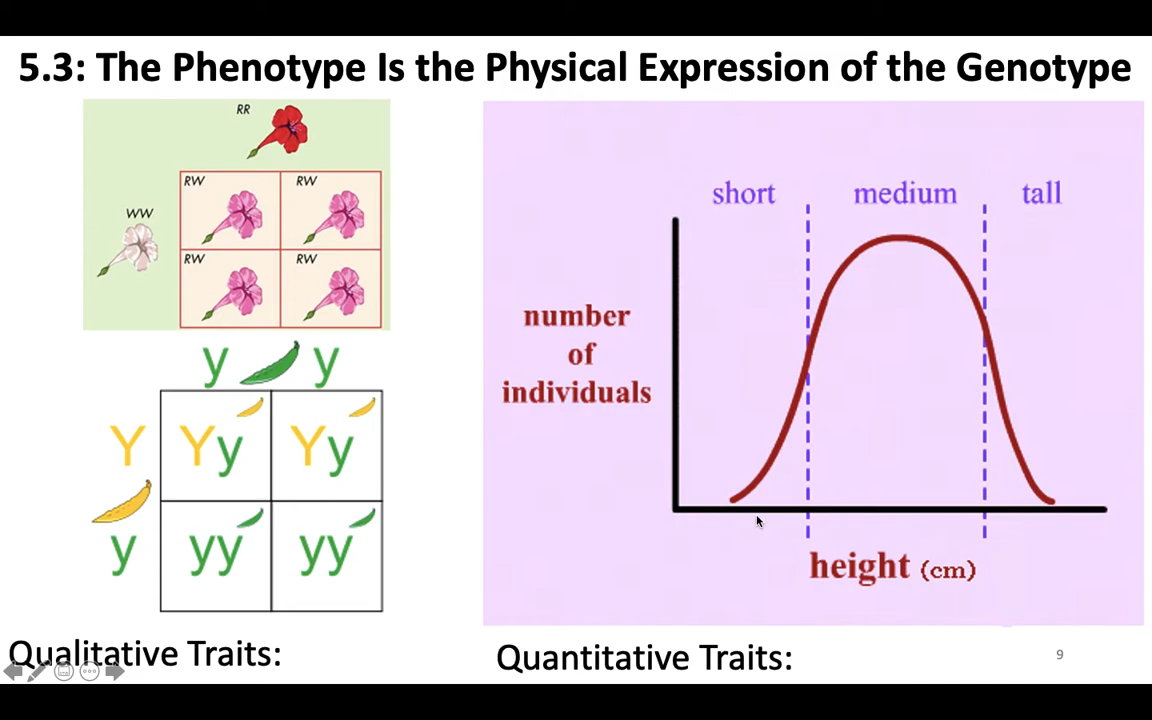 5.3: The Phenotype Is the Physical Expression of the Genotype
RR
WW
RW RW
RW RW
y y
Y Yy Yy
y yy yy
Qualitative Traits:
short medium tall
number
of
individuals
height (cm)
Quantitative Traits:
9